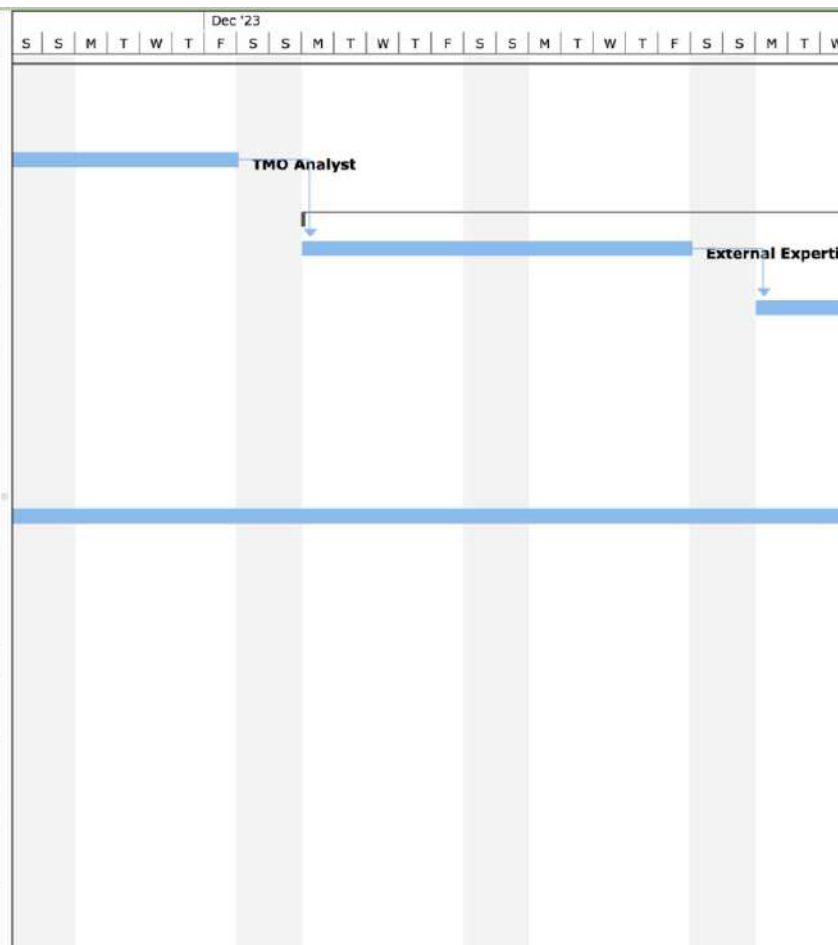 Dec '23
S S M T W T F S S M T W T F S S M T W T F S S M T W
TMO Analyst
External Experti